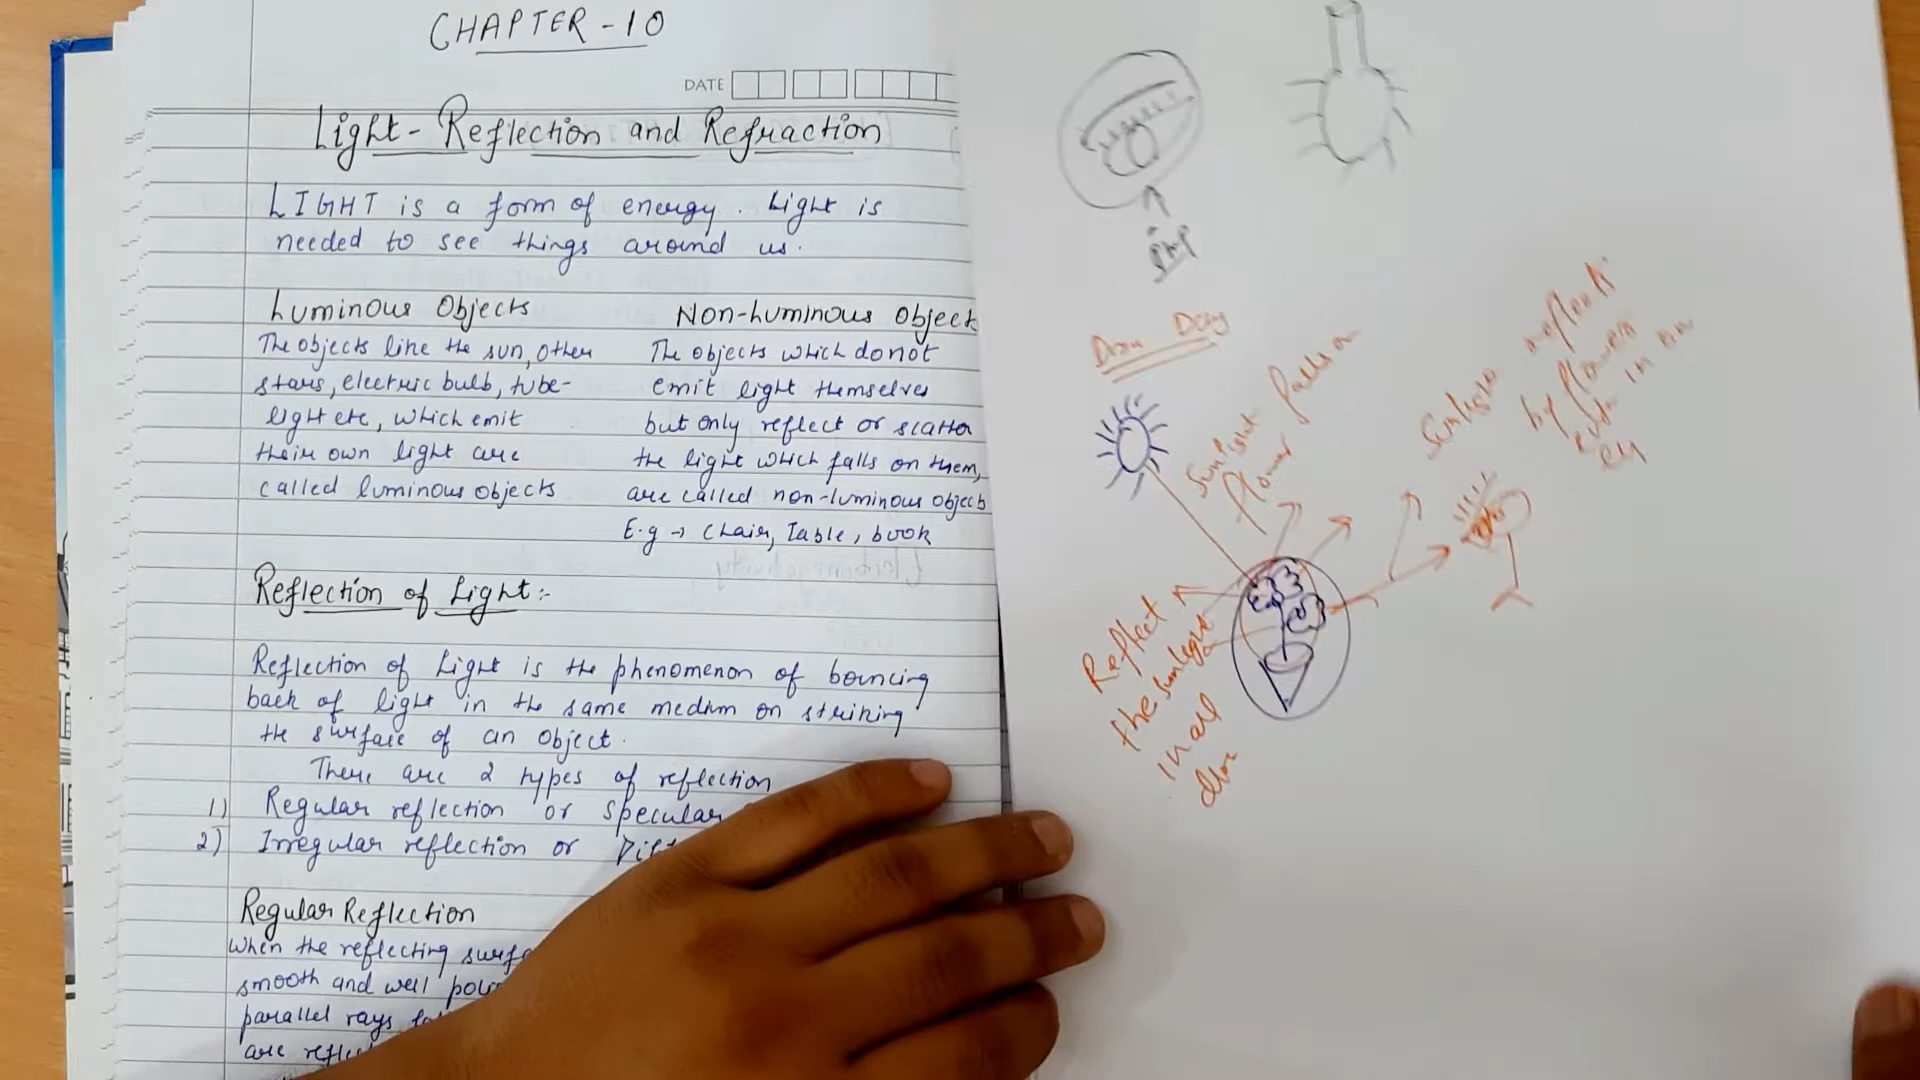 CHAPTER - 10
DATE
Light - Reflection and Refraction
LIGHT is a form of energy. Light is
needed to see things around us.
Luminous Objects
The objects like the sun, other
stars, electric bulb, tube-
light etc, which emit
their own light are
called luminous objects
Non-Luminous Object
The objects which donot
emit light themselves
but only reflect or scatter
the light which falls on them,
are called non-luminous objects
E.g → Chair, Table, book
Reflection of Light :-
Reflection of Light is the phenomenon of bouncing
back of light in the same medium on striking
the surface of an object.
There are 2 types of reflection
1) Regular reflection or specular
2) Irregular reflection or
Regular Reflection
When the reflecting
smooth and well
parallel rays
are
Day
Sunlight falls on
flower
Reflect
the sunlight
in all
reflect
by flower
in